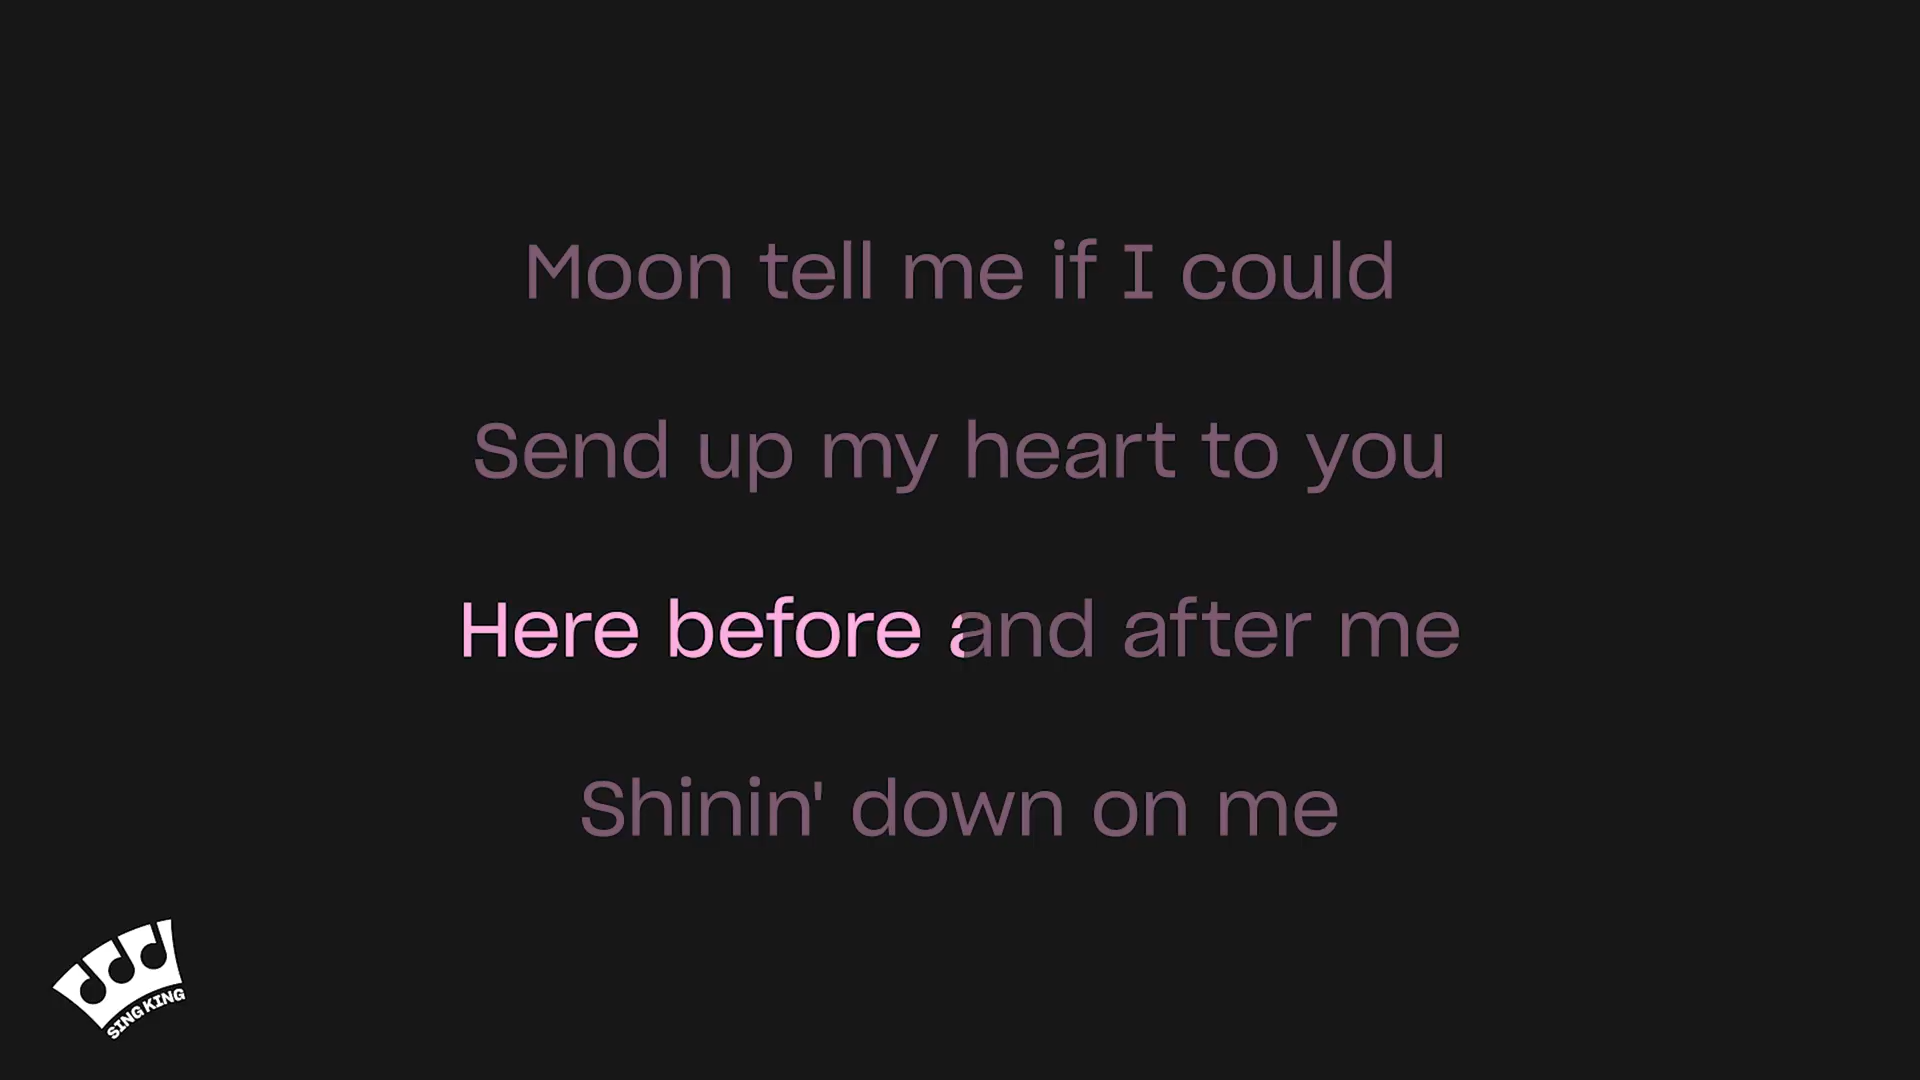 Moon tell me if I could
Send up my heart to you
Here before and after me
Shinin' down on me
SING KING